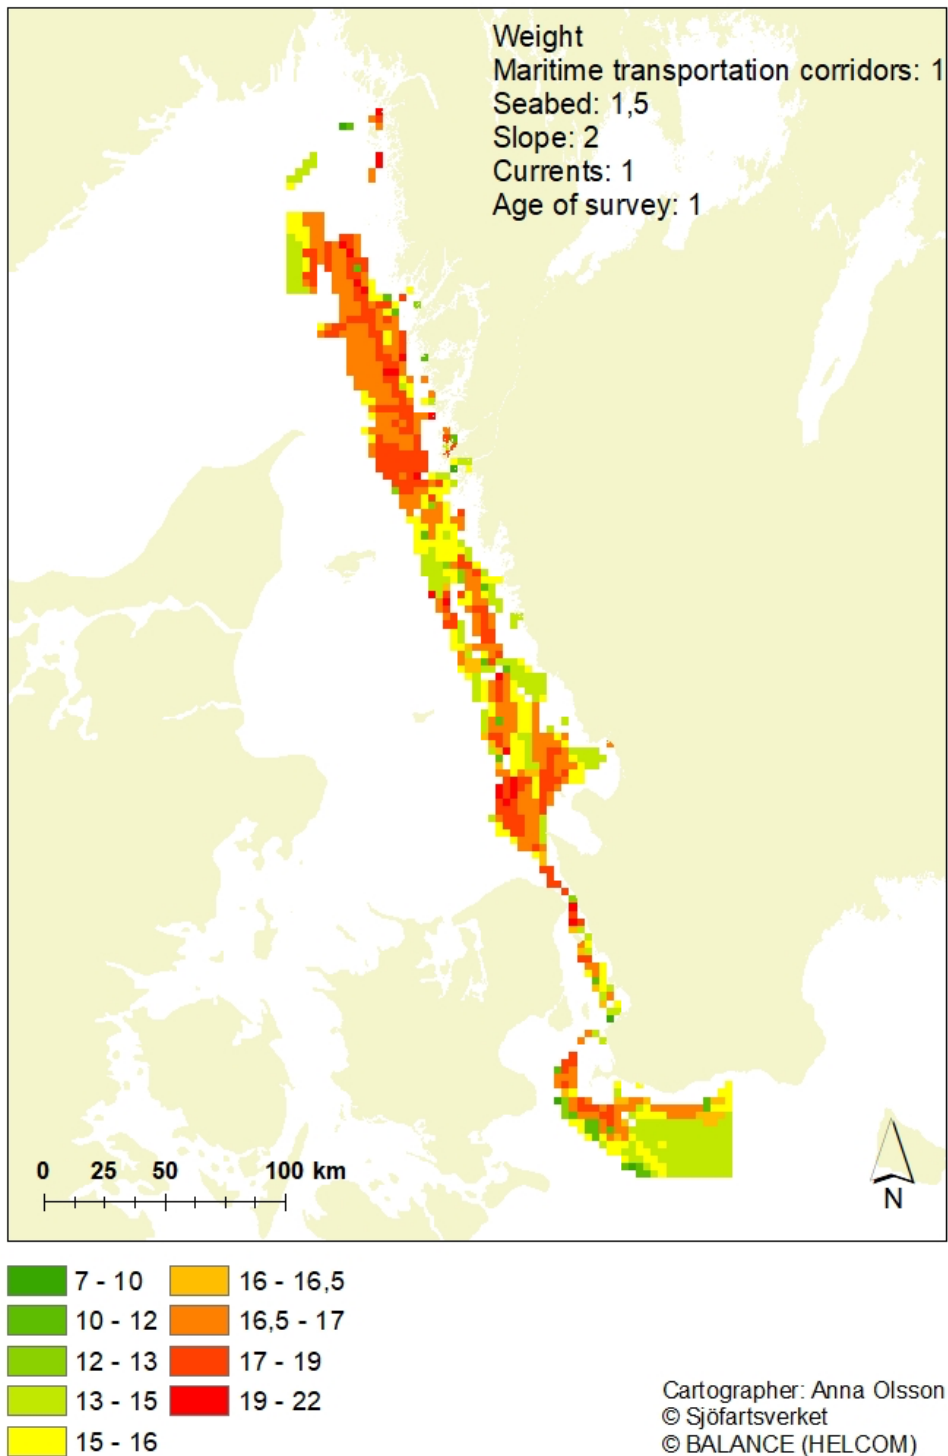 Weight
Maritime transportation corridors: 1
Seabed: 1,5
Slope: 2
Currents: 1
Age of survey: 1
0 25 50 100 km
N
7 - 10
10 - 12
12 - 13
13 - 15
15 - 16
16 - 16,5
16,5 - 17
17 - 19
19 - 22
Cartographer: Anna Olsson
© Sjöfartsverket
© BALANCE (HELCOM)